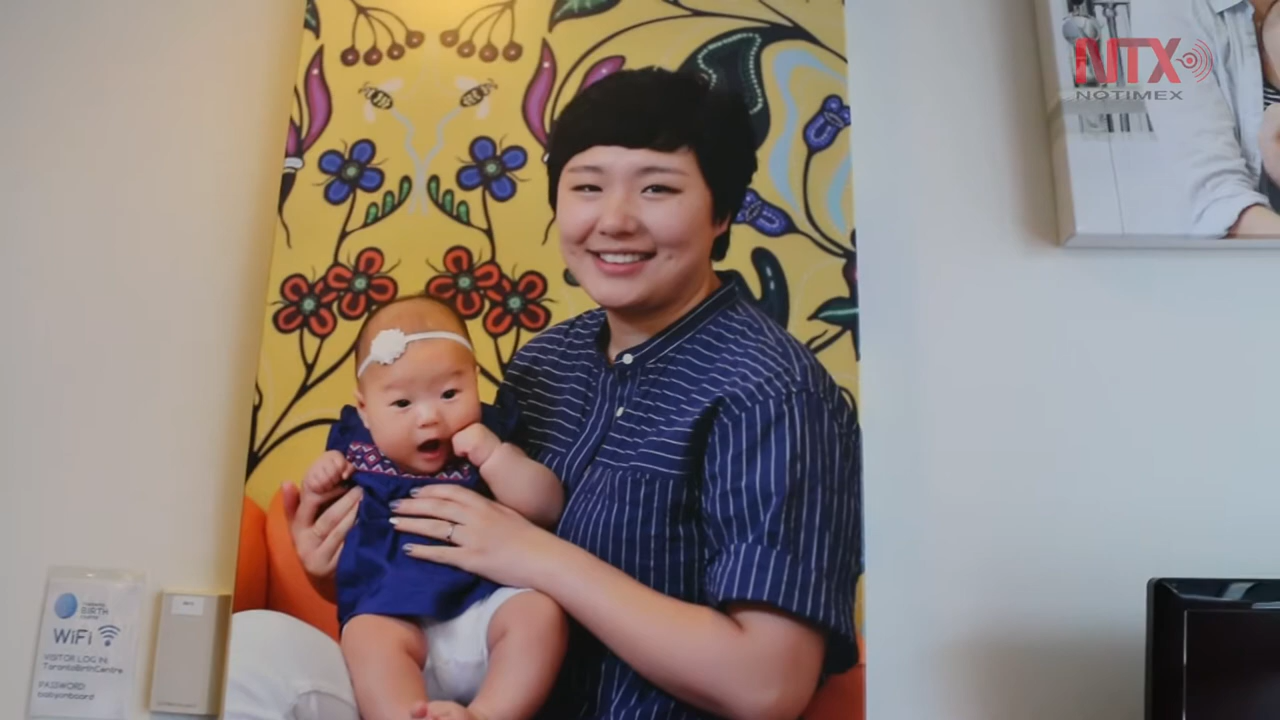 NTX
NOTIMEX
BIRTH
WiFi
VISITOR LOG IN:
TorontoBirthCentre
PASSWORD:
babyonboard